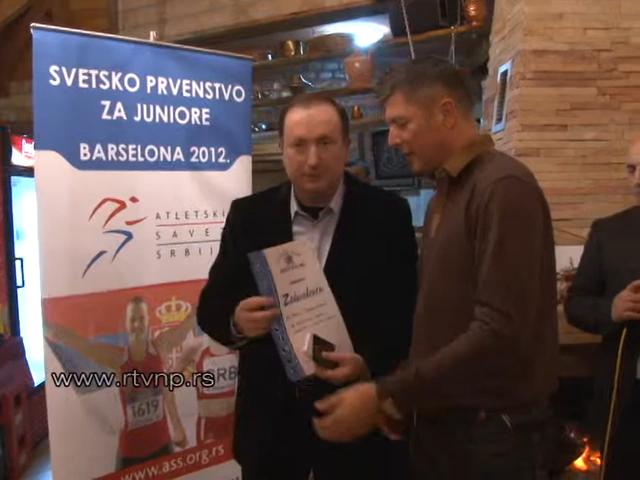 SVETSKO PRVENSTVO
ZA JUNIORE
BARSELONA 2012.
ATLETSKI
SAVEZ
SRBIJE
Zahvalnica
www.rtvnp.rs
SRB
1619
www.ass.org.rs